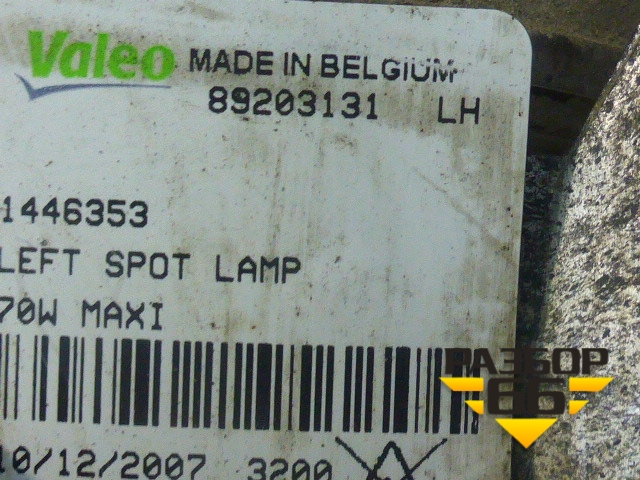 Valeo MADE IN BELGIUM
89203131 LH
1446353
LEFT SPOT LAMP
70W MAXI
РАЗБОР
66
10/12/2007 3200